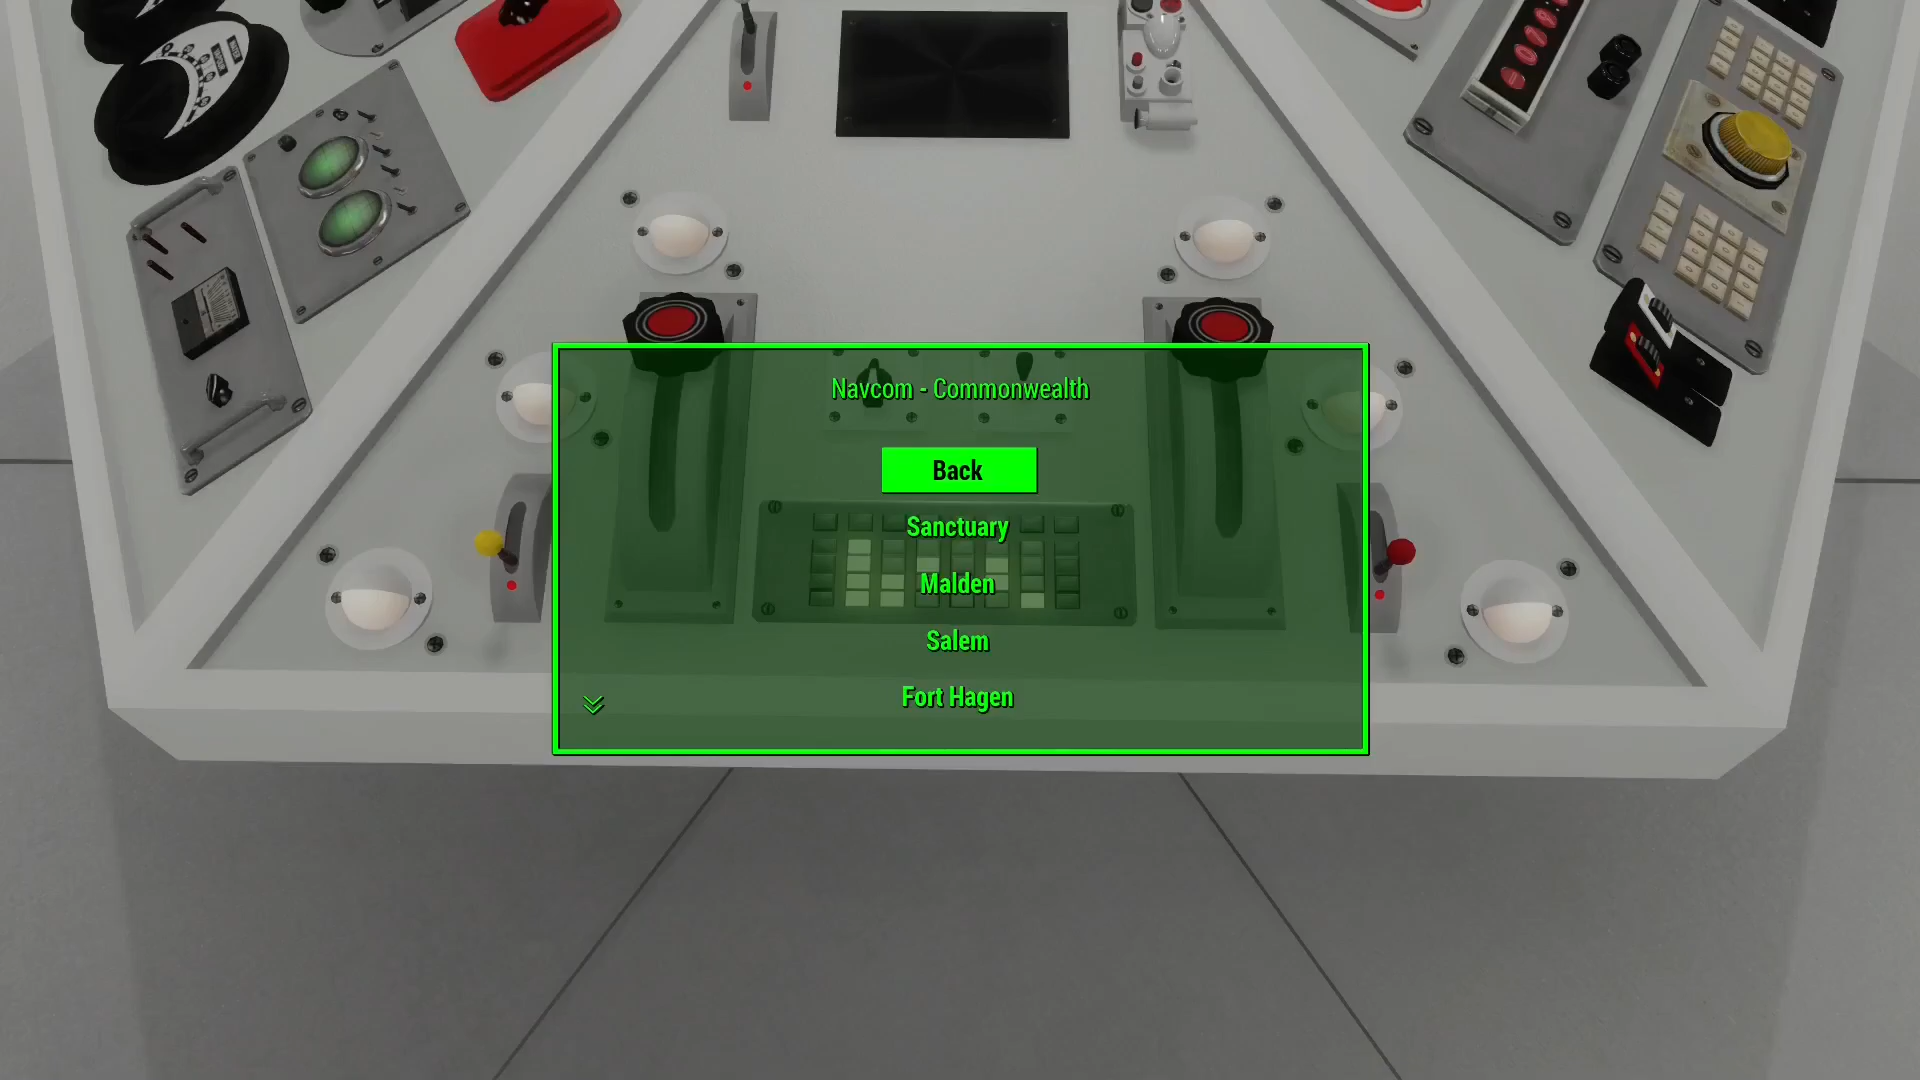 Navcom - Commonwealth
Back
Sanctuary
Malden
Salem
Fort Hagen